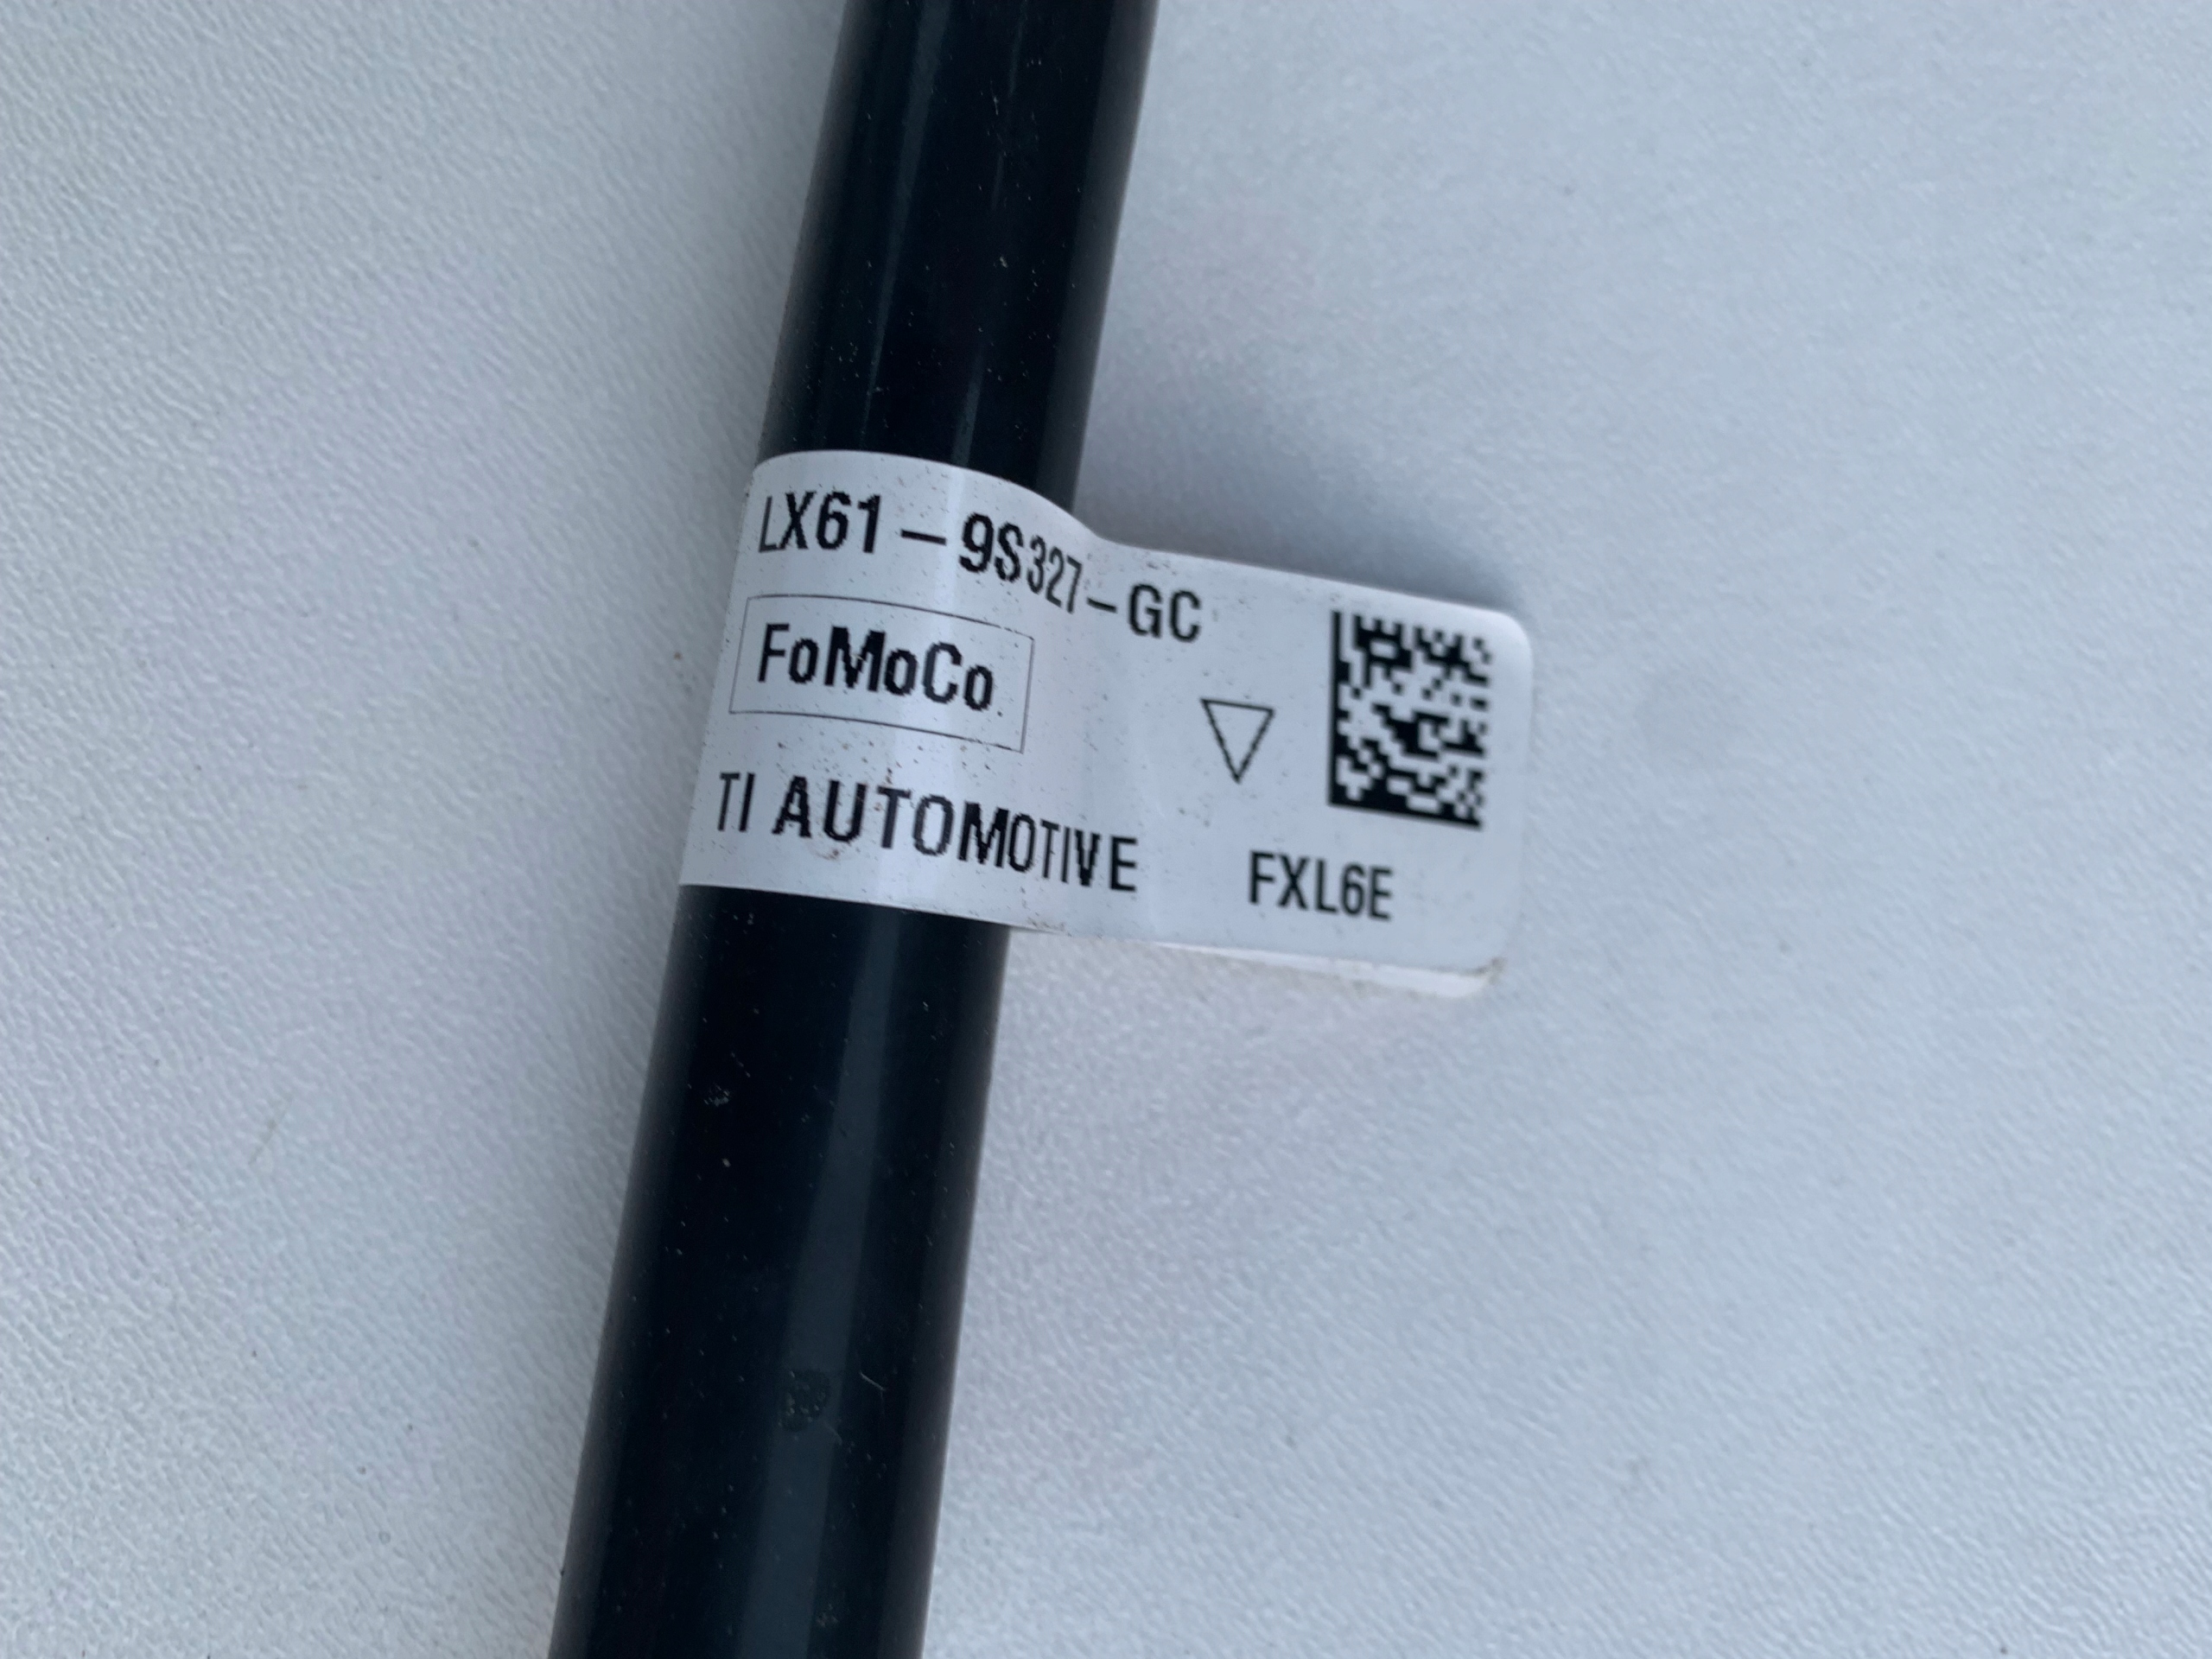 LX61-9S327-GC
FoMoCo
TI AUTOMOTIVE FXL6E